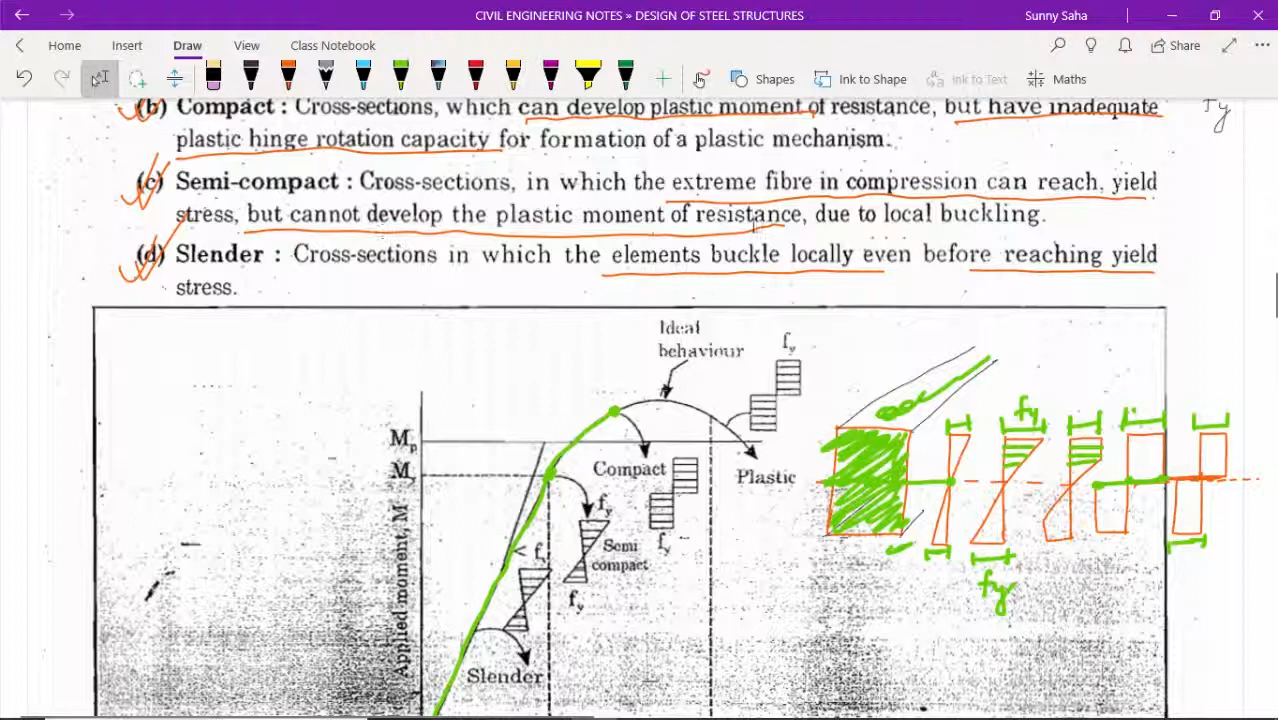 CIVIL ENGINEERING NOTES » DESIGN OF STEEL STRUCTURES
Sunny Saha
Home Insert Draw View Class Notebook
Share
Shapes
Ink to Shape
Ink to Text
Maths
(b) Compact : Cross-sections, which can develop plastic moment of resistance, but have inadequate
plastic hinge rotation capacity for formation of a plastic mechanism.
(c) Semi-compact : Cross-sections, in which the extreme fibre in compression can reach, yield
stress, but cannot develop the plastic moment of resistance, due to local buckling.
(d) Slender : Cross-sections in which the elements buckle locally even before reaching yield
stress.
Ideal
behaviour
fy
fy
Mp
Compact
Plastic
fy
Semi
compact
fy
fy
< fy
fy
Slender
Applied moment, M